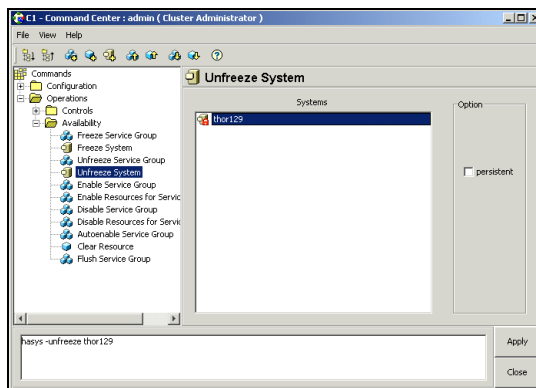 C1 - Command Center : admin ( Cluster Administrator )
File View Help
Commands
Configuration
Operations
Controls
Availability
Freeze Service Group
Freeze System
Unfreeze Service Group
Unfreeze System
Enable Service Group
Enable Resources for Servic
Disable Service Group
Disable Resources for Servic
Autoenable Service Group
Clear Resource
Flush Service Group
Unfreeze System
Systems
thor129
Option
persistent
hasys -unfreeze thor129
Apply
Close